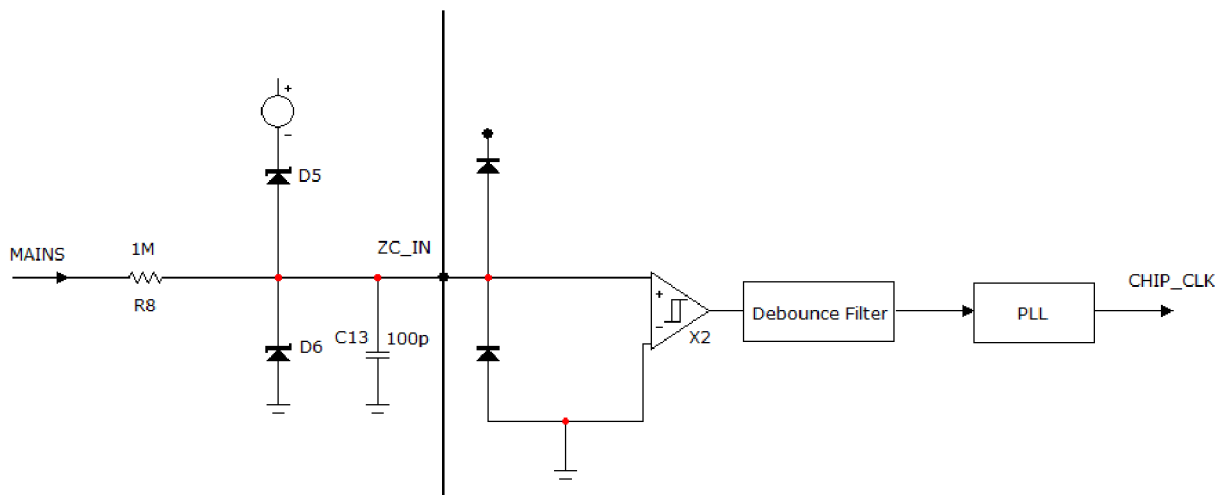 D5
MAINS
1M
R8
ZC_IN
D6
C13
100p
+
-
+
-
X2
Debounce Filter
PLL
CHIP_CLK